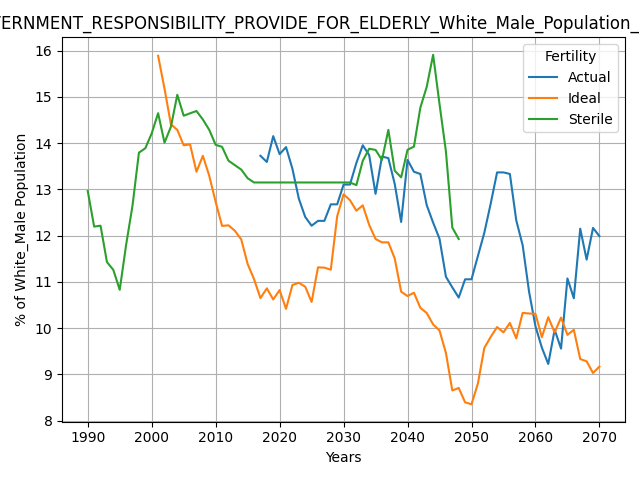 ERNMENT_RESPONSIBILITY_PROVIDE_FOR_ELDERLY_White_Male_Population_
16
15
14
13
12
11
10
9
8
% of White_Male Population
Fertility
Actual
Ideal
Sterile
1990 2000 2010 2020 2030 2040 2050 2060 2070
Years